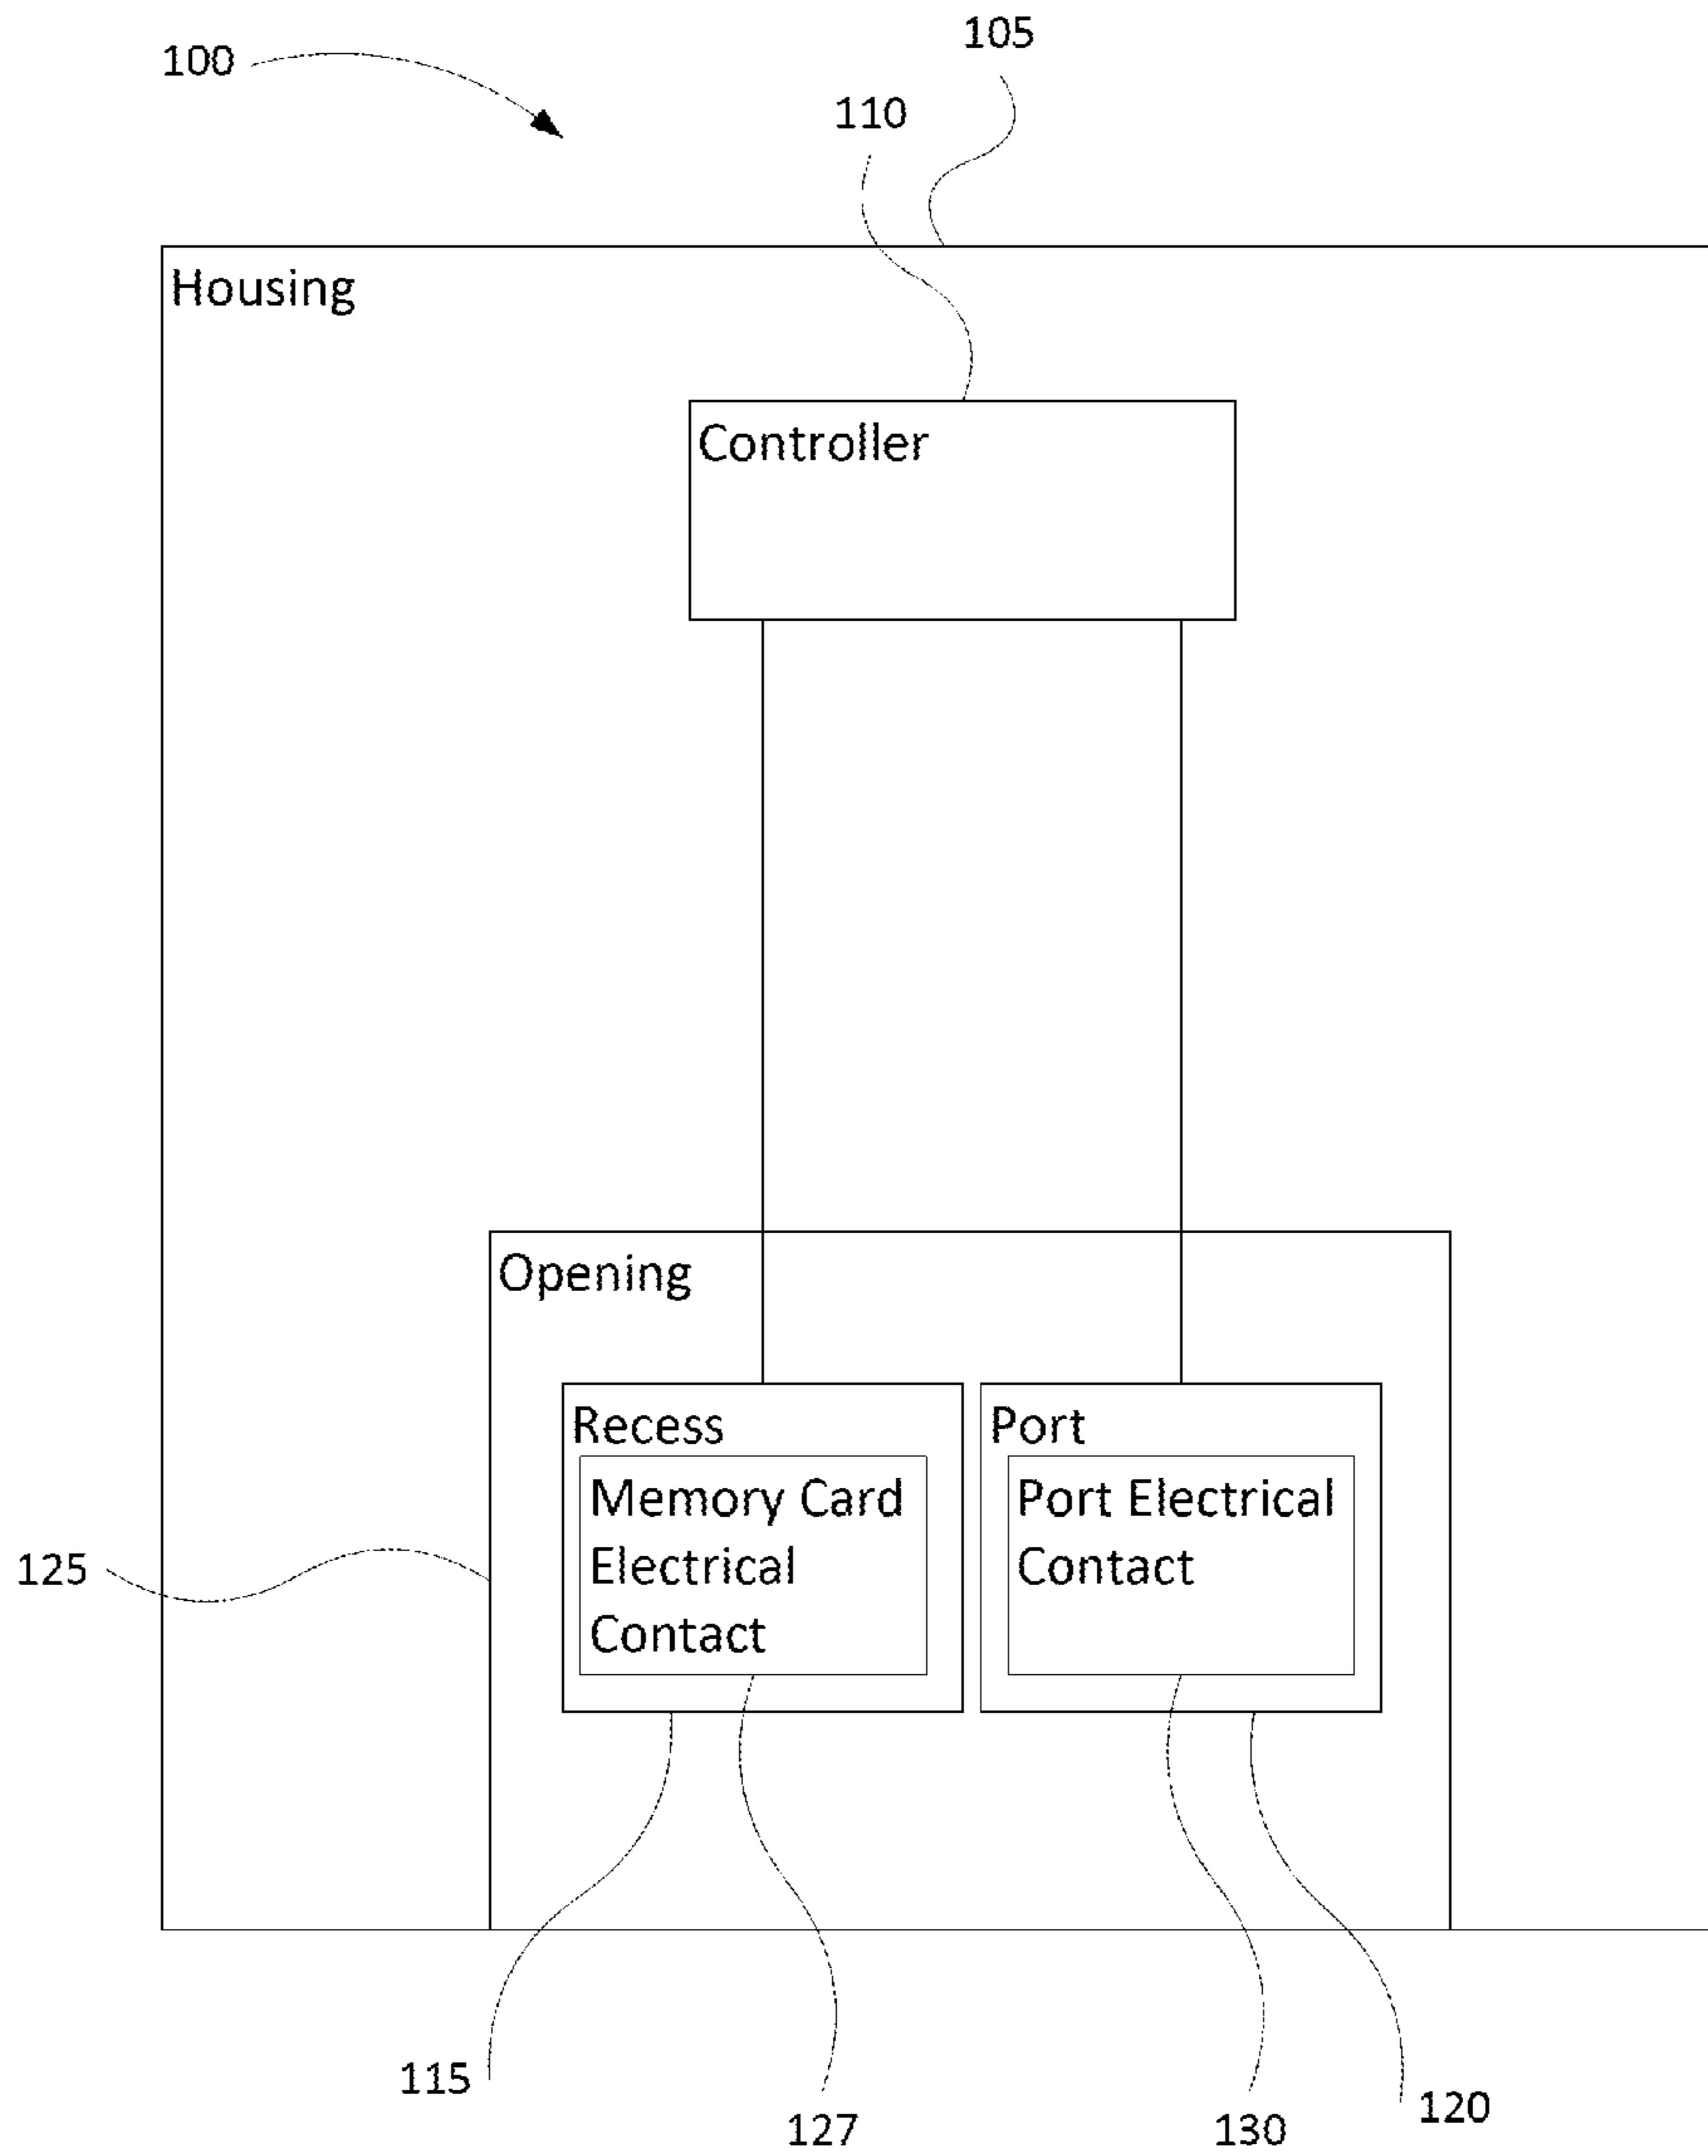 105
100
110
Housing
Controller
Opening
Recess
Port
Memory Card
Electrical
Contact
Port Electrical
Contact
125
115
120
127
130